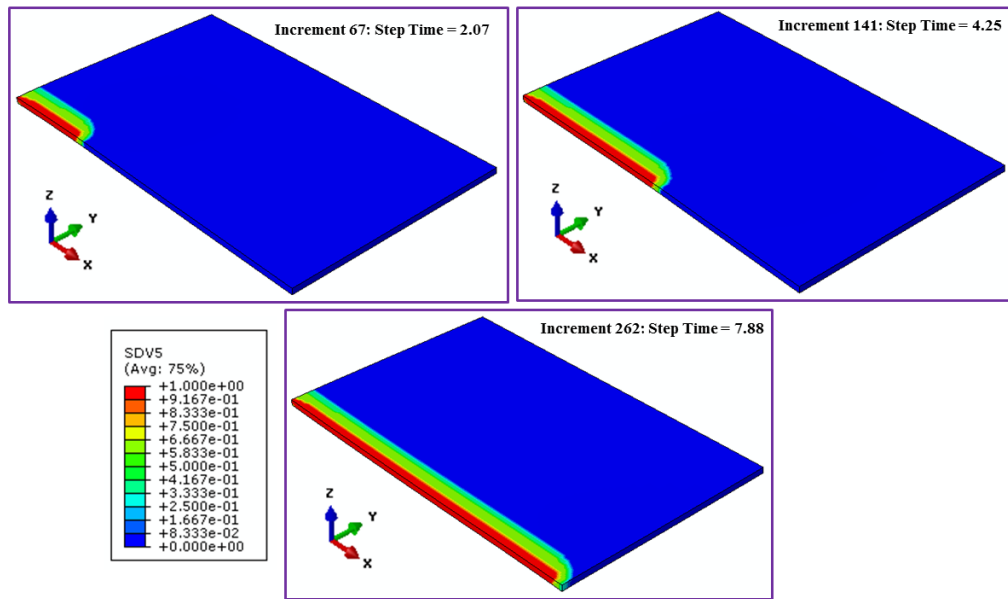 Increment 67: Step Time = 2.07
Z
Y
X
Increment 141: Step Time = 4.25
Z
Y
X
SDV5
(Avg: 75%)
+1.000e+00
+9.167e-01
+8.333e-01
+7.500e-01
+6.667e-01
+5.833e-01
+5.000e-01
+4.167e-01
+3.333e-01
+2.500e-01
+1.667e-01
+8.333e-02
+0.000e+00
Increment 262: Step Time = 7.88
Z
Y
X